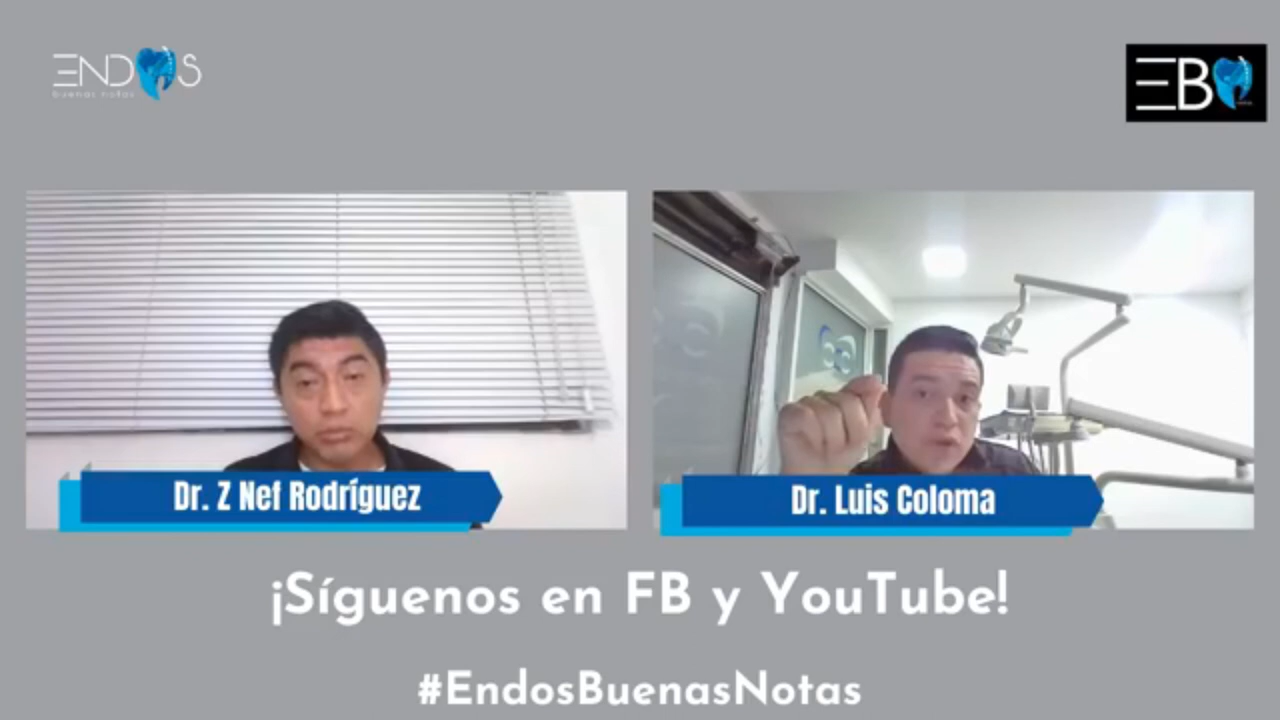 ENDOS
buenas notas
EB
Dr. Z Nef Rodríguez
Dr. Luis Coloma
¡Síguenos en FB y YouTube!
#EndosBuenasNotas